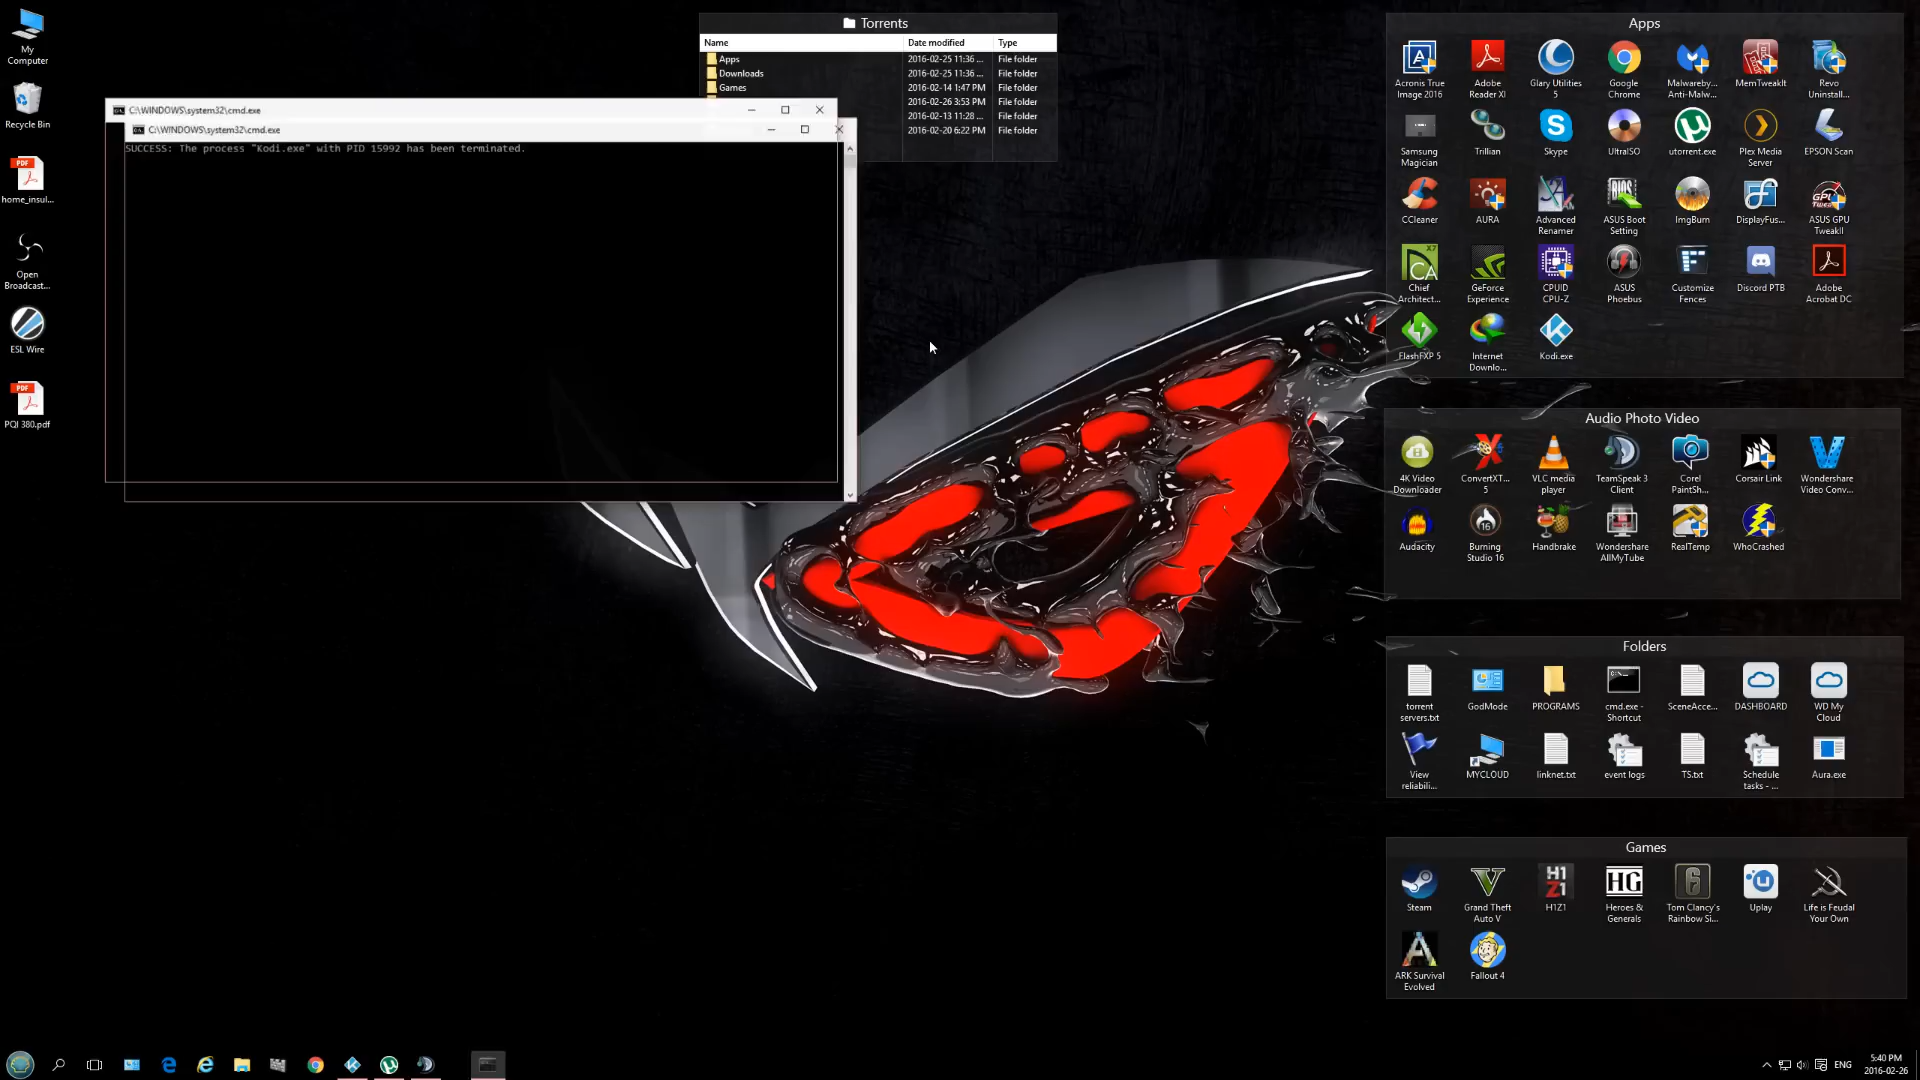 My
Computer
Recycle Bin
home_insul...
Open
Broadcast...
ESL Wire
PQI 380.pdf
Torrents
Name Date modified Type
Apps 2016-02-25 11:36 ... File folder
Downloads 2016-02-25 11:36 ... File folder
Games 2016-02-14 1:47 PM File folder
2016-02-26 3:53 PM File folder
2016-02-13 11:28 ... File folder
2016-02-20 6:22 PM File folder
C:\WINDOWS\system32\cmd.exe
C:\WINDOWS\system32\cmd.exe
SUCCESS: The process "Kodi.exe" with PID 15992 has been terminated.
Apps
Acronis True
Image 2016
Adobe
Reader XI
Glary Utilities
5
Google
Chrome
Malwareby...
Anti-Malw...
MemTweakIt
Revo
Uninstall...
Samsung
Magician
Trillian
Skype
UltraISO
utorrent.exe
Plex Media
Server
EPSON Scan
CCleaner
AURA
Advanced
Renamer
ASUS Boot
Setting
ImgBurn
DisplayFus...
ASUS GPU
TweakII
Chief
Architect...
GeForce
Experience
CPUID
CPU-Z
ASUS
Phoebus
Customize
Fences
Discord PTB
Adobe
Acrobat DC
FlashFXP 5
Internet
Downlo...
Kodi.exe
Audio Photo Video
4K Video
Downloader
ConvertXT...
5
VLC media
player
TeamSpeak 3
Client
Corel
PaintSh...
Corsair Link
Wondershare
Video Conv...
Audacity
Burning
Studio 16
Handbrake
Wondershare
AllMyTube
RealTemp
WhoCrashed
Folders
torrent
servers.txt
GodMode
PROGRAMS
cmd.exe -
Shortcut
SceneAcce...
DASHBOARD
WD My
Cloud
View
reliabili...
MYCLOUD
linknet.txt
event logs
TS.txt
Schedule
tasks - ...
Aura.exe
Games
Steam
Grand Theft
Auto V
H1Z1
Heroes &
Generals
Tom Clancy's
Rainbow Si...
Uplay
Life is Feudal
Your Own
ARK Survival
Evolved
Fallout 4
ENG
5:40 PM
2016-02-26